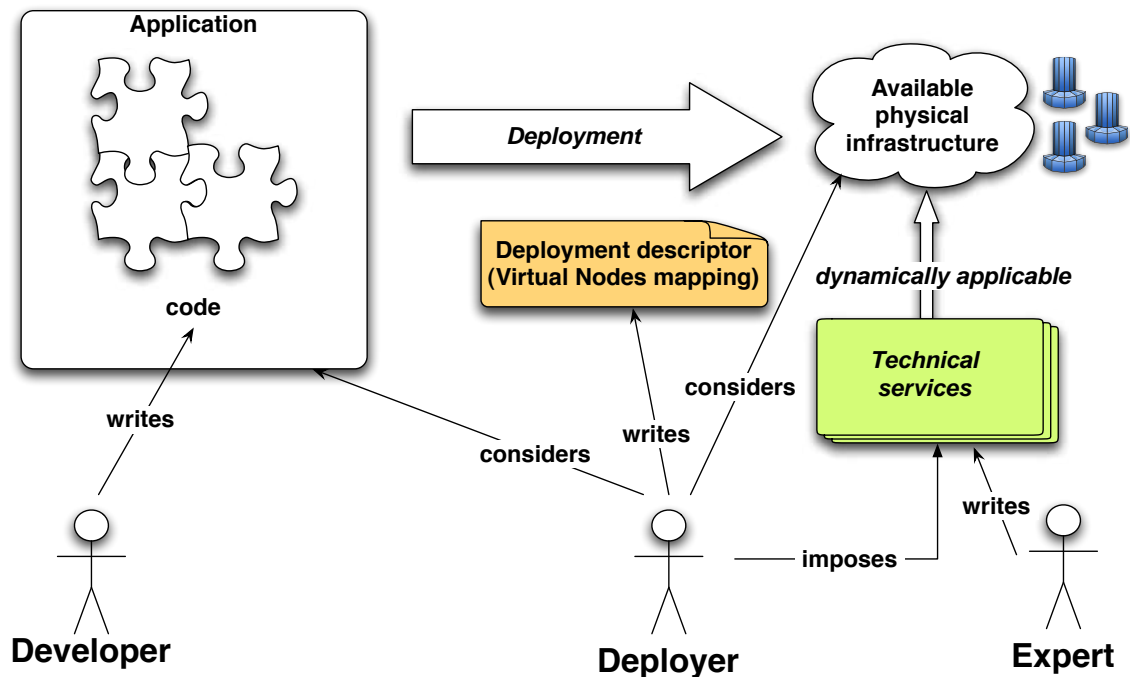 Application
Available
physical
infrastructure
Deployment
Deployment descriptor
(Virtual Nodes mapping)
dynamically applicable
code
Technical
services
considers
writes
writes
considers
writes
imposes
Developer
Deployer
Expert